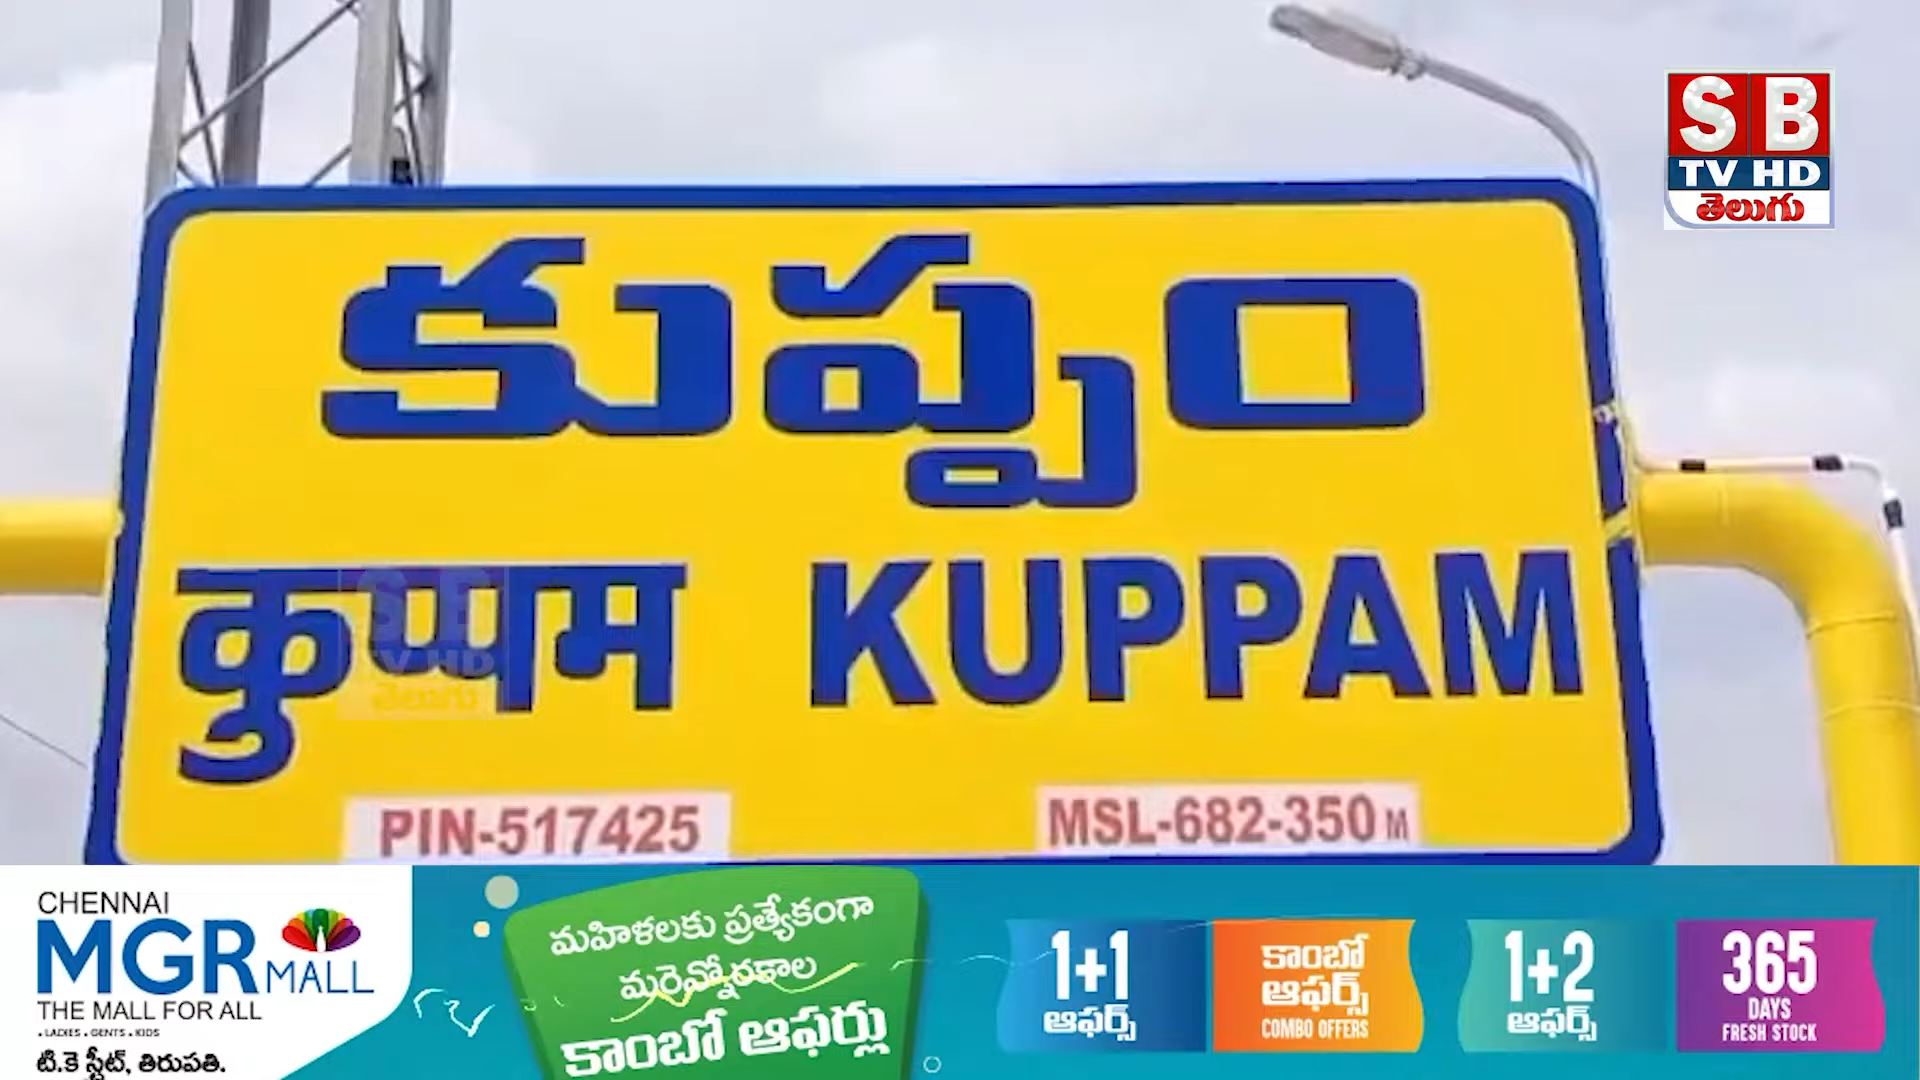 S B
TV HD
తెలుగు
కుప్పం
कुप्पम KUPPAM
PIN-517425
MSL-682-350 M
CHENNAI
MGR MALL
THE MALL FOR ALL
. LADIES . GENTS . KIDS
టి.కె స్ట్రీట్, తిరుపతి.
మహిళలకు ప్రత్యేకంగా
మరెన్నోరకాల
కాంబో ఆఫర్లు
1+1
ఆఫర్స్
కాంబో
ఆఫర్స్
COMBO OFFERS
1+2
ఆఫర్స్
365
DAYS
FRESH STOCK